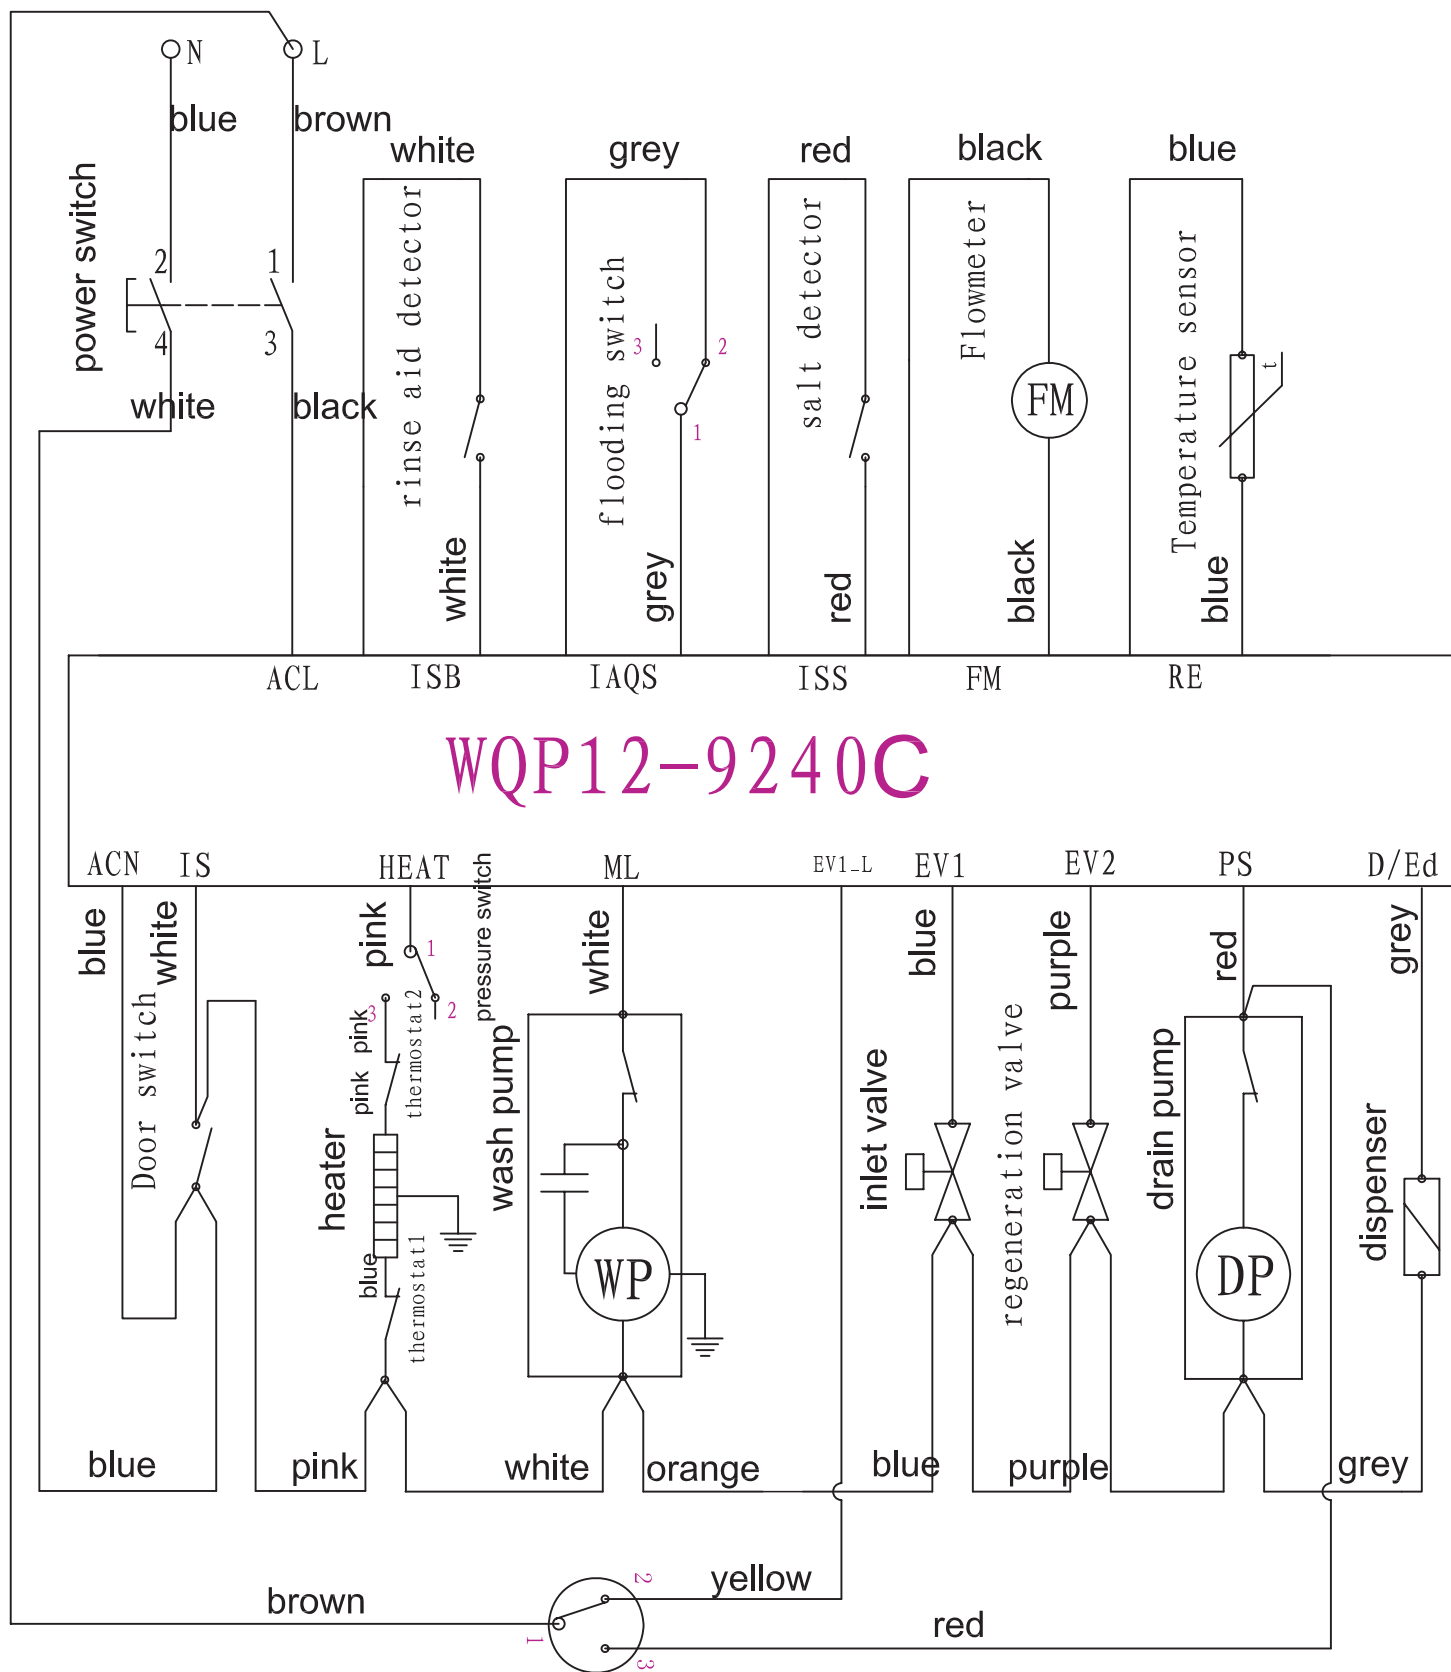 N
L
blue
brown
white
grey
red
black
blue
power switch
2
1
4
3
white
black
rinse aid detector
flooding switch
3
2
1
salt detector
Flowmeter
FM
Temperature sensor
t
white
grey
red
black
blue
ACL
ISB
IAQS
ISS
FM
RE
WQP12-9240C
ACN
IS
HEAT
pressure switch
ML
EV1_L
EV1
EV2
PS
D/Ed
blue
white
pink
white
blue
purple
red
grey
1
2
3
Door switch
pink
pink
thermostat2
heater
blue
thermostat1
wash pump
WP
inlet valve
regeneration valve
drain pump
DP
dispenser
blue
pink
white
orange
blue
purple
grey
brown
1
2
3
yellow
red